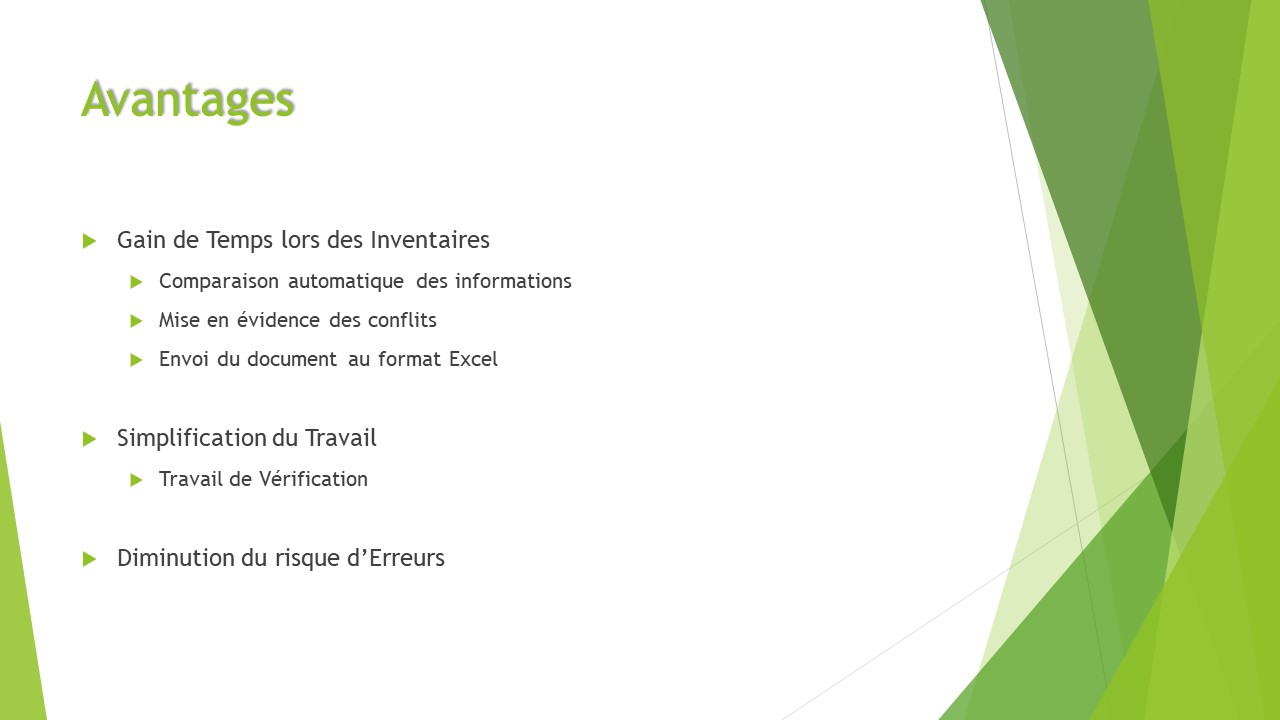 Avantages
Gain de Temps lors des Inventaires
Comparaison automatique des informations
Mise en évidence des conflits
Envoi du document au format Excel
Simplification du Travail
Travail de Vérification
Diminution du risque d’Erreurs